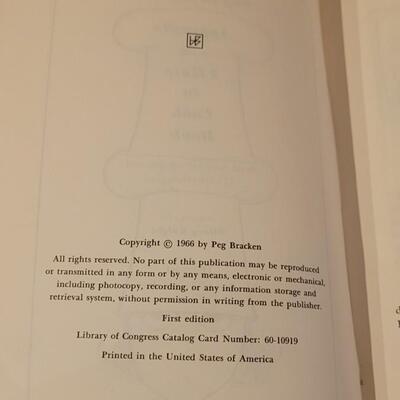 Copyright © 1966 by Peg Bracken
All rights reserved. No part of this publication may be reproduced
or transmitted in any form or by any means, electronic or mechanical,
including photocopy, recording, or any information storage and
retrieval system, without permission in writing from the publisher.
First edition
Library of Congress Catalog Card Number: 60-10919
Printed in the United States of America